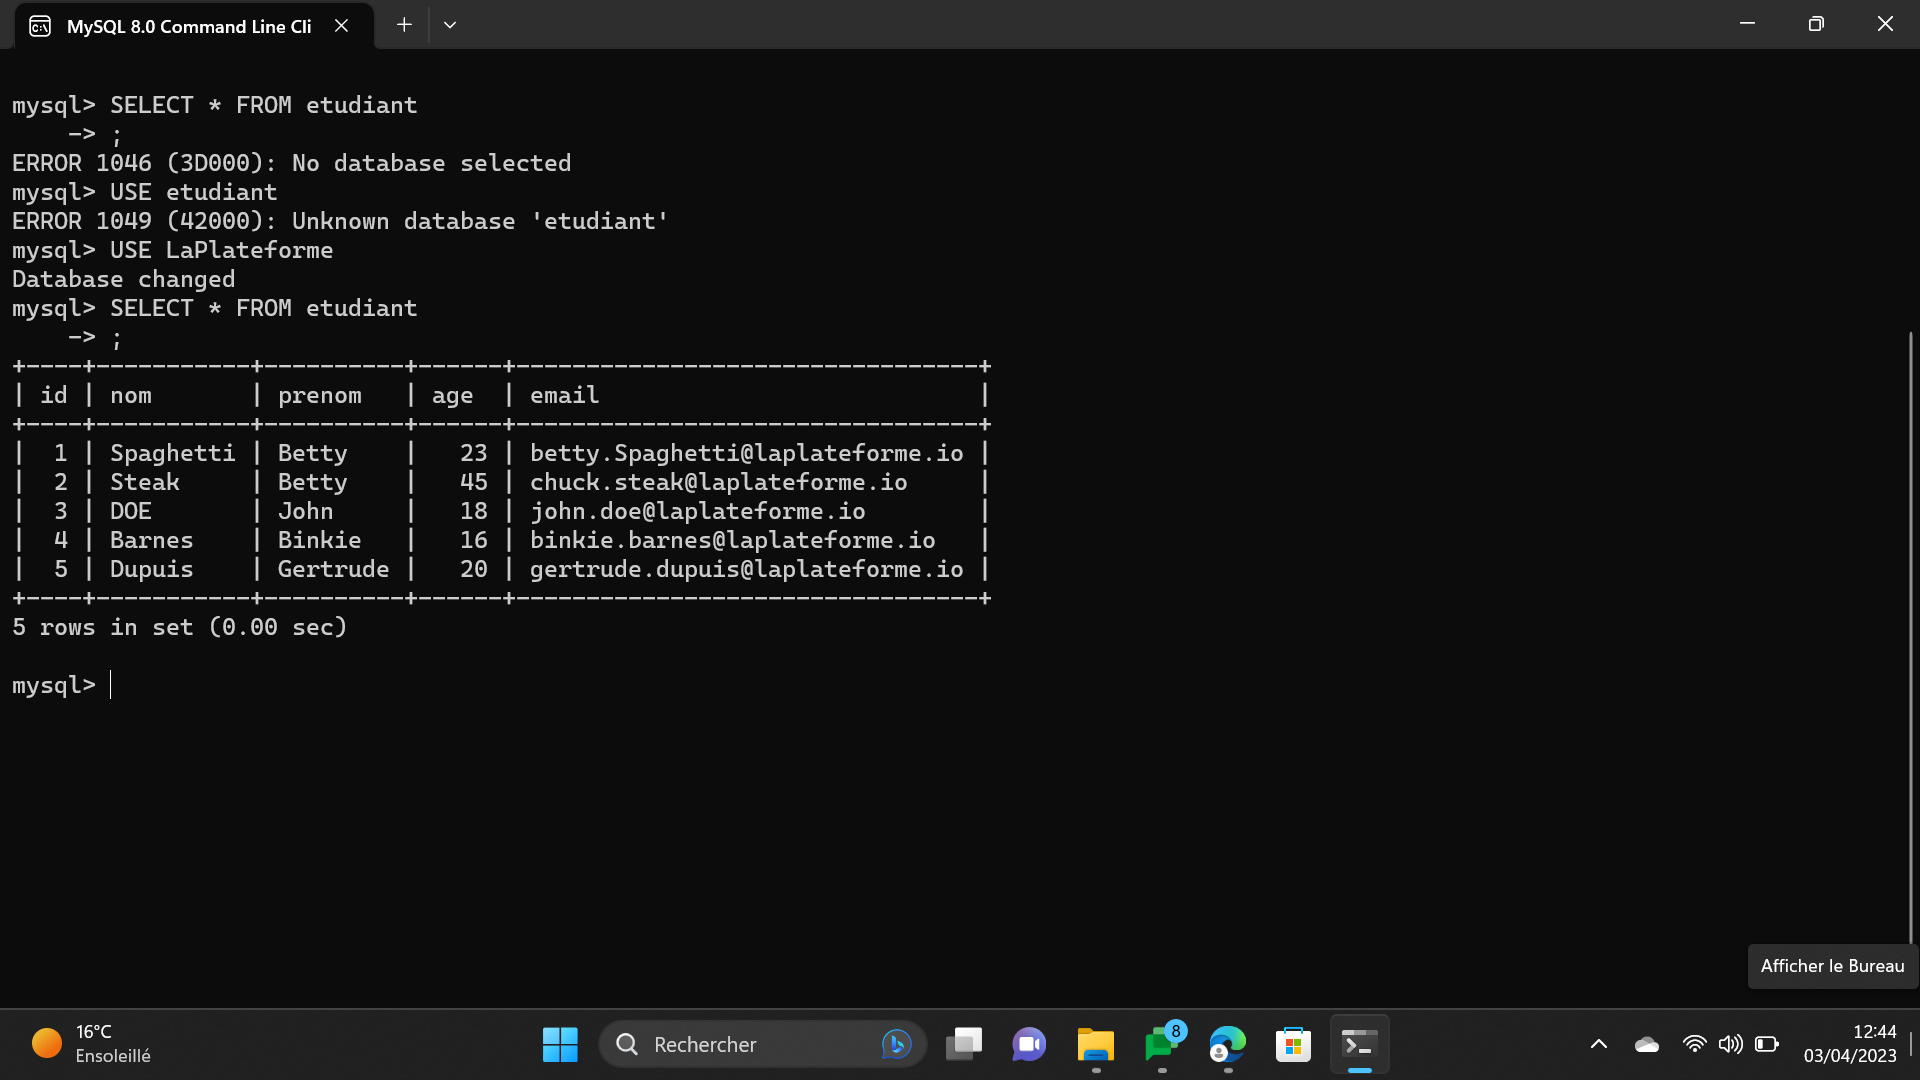 MySQL 8.0 Command Line Cli
mysql> SELECT * FROM etudiant
    -> ;
ERROR 1046 (3D000): No database selected
mysql> USE etudiant
ERROR 1049 (42000): Unknown database 'etudiant'
mysql> USE LaPlateforme
Database changed
mysql> SELECT * FROM etudiant
    -> ;
+----+-----------+----------+------+---------------------------------+
| id | nom       | prenom   | age  | email                           |
+----+-----------+----------+------+---------------------------------+
|  1 | Spaghetti | Betty    |   23 | betty.Spaghetti@laplateforme.io |
|  2 | Steak     | Betty    |   45 | chuck.steak@laplateforme.io     |
|  3 | DOE       | John     |   18 | john.doe@laplateforme.io        |
|  4 | Barnes    | Binkie   |   16 | binkie.barnes@laplateforme.io   |
|  5 | Dupuis    | Gertrude |   20 | gertrude.dupuis@laplateforme.io |
+----+-----------+----------+------+---------------------------------+
5 rows in set (0.00 sec)
mysql>
Afficher le Bureau
16°C
Ensoleillé
Rechercher
8
12:44
03/04/2023